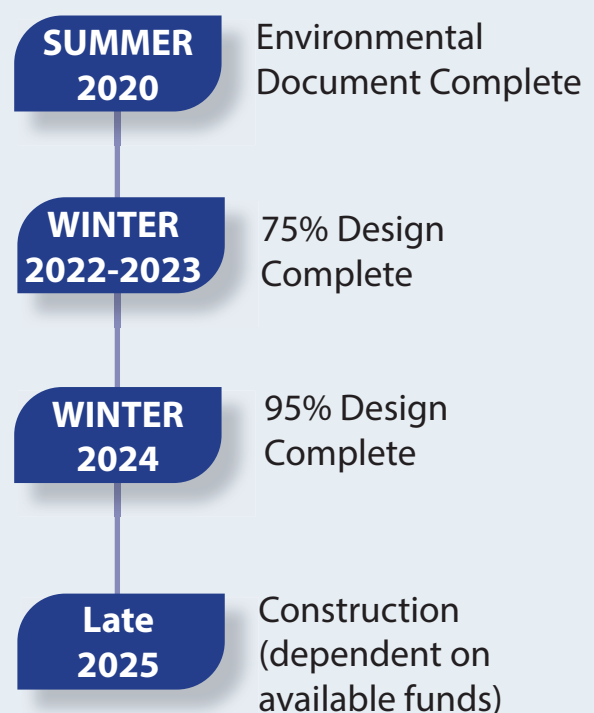 SUMMER
2020
Environmental
Document Complete
WINTER
2022-2023
75% Design
Complete
WINTER
2024
95% Design
Complete
Late
2025
Construction
(dependent on
available funds)